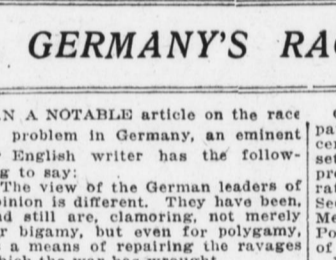 GERMANY'S RA
N A NOTABLE article on the race
problem in Germany, an eminent
English writer has the follow-
g to say:
The view of the German leaders of
inion is different. They have been,
d still are, clamoring, not merely
r bigamy, but even for polygamy,
a means of repairing the ravages